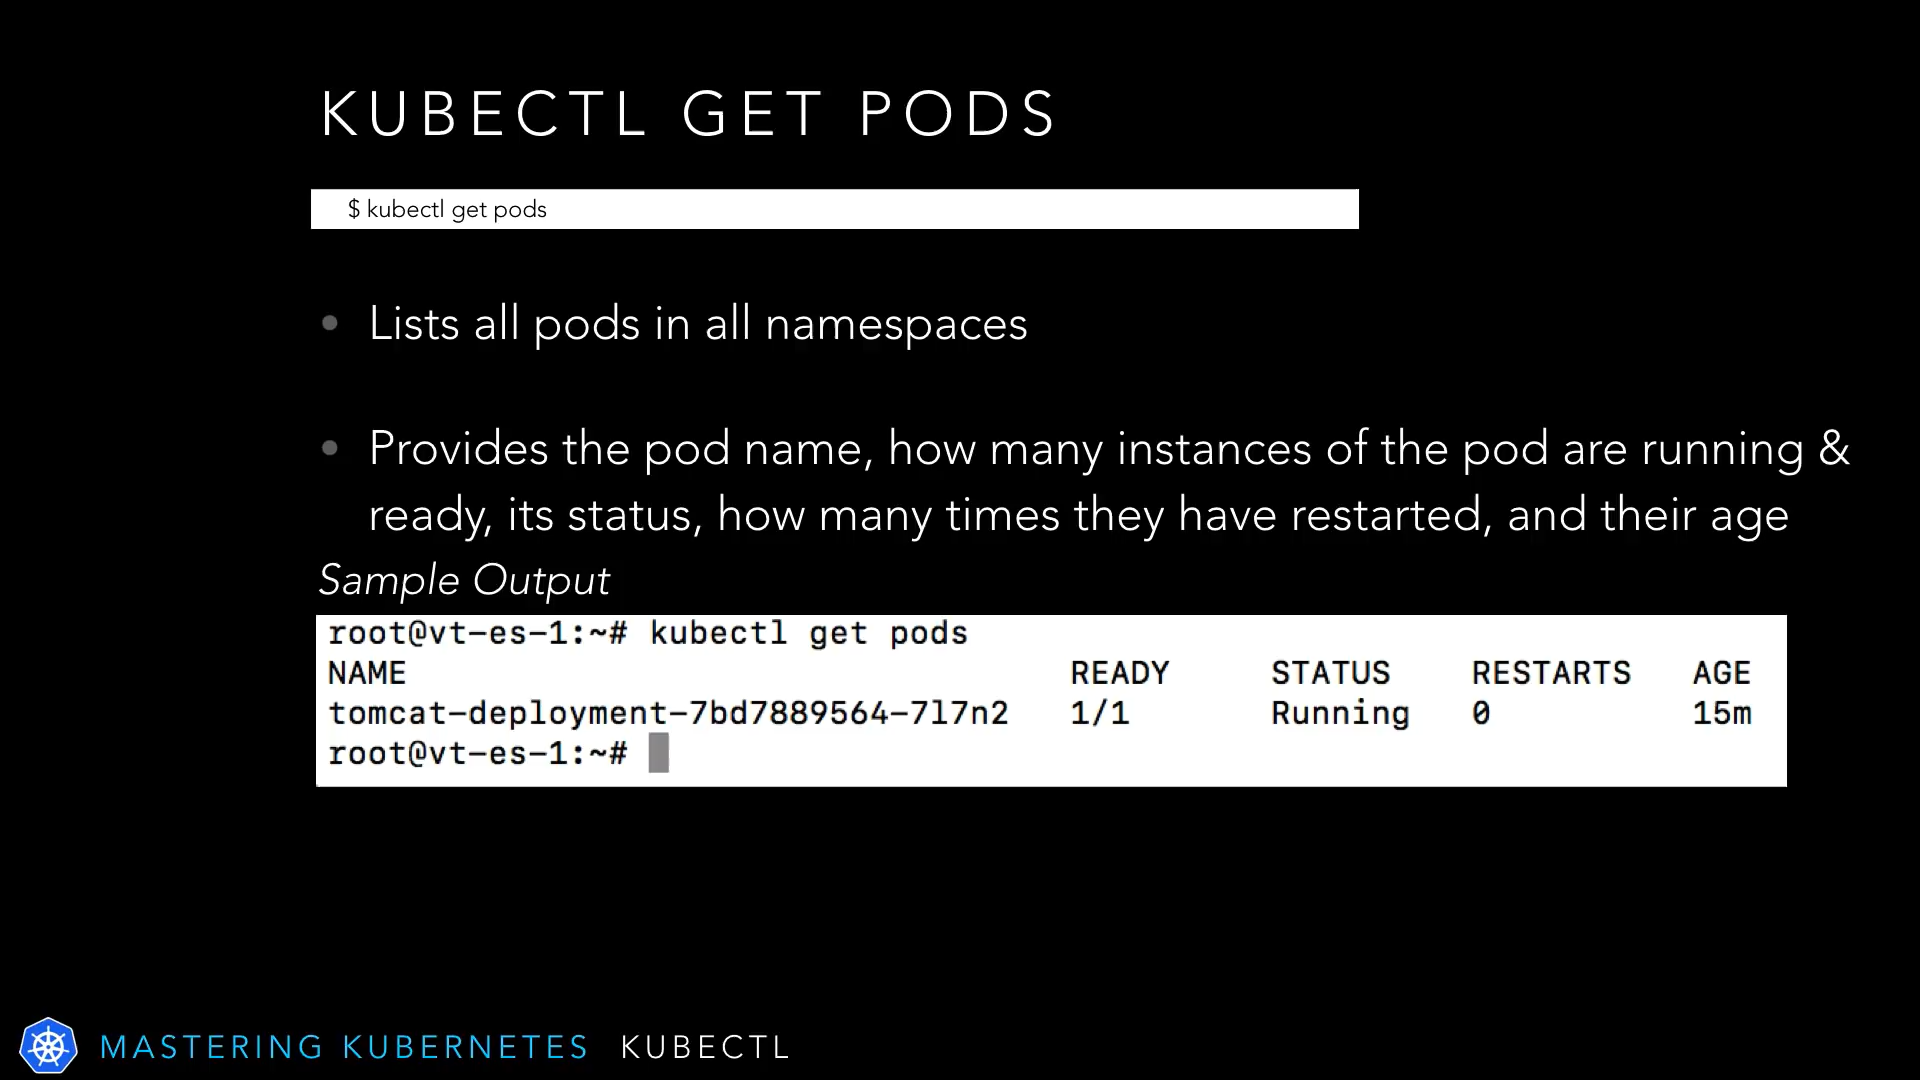 KUBECTL GET PODS
$ kubectl get pods
• Lists all pods in all namespaces
• Provides the pod name, how many instances of the pod are running &
ready, its status, how many times they have restarted, and their age
Sample Output
root@vt-es-1:~# kubectl get pods
NAME READY STATUS RESTARTS AGE
tomcat-deployment-7bd7889564-7l7n2 1/1 Running 0 15m
root@vt-es-1:~#
MASTERING KUBERNETES KUBECTL